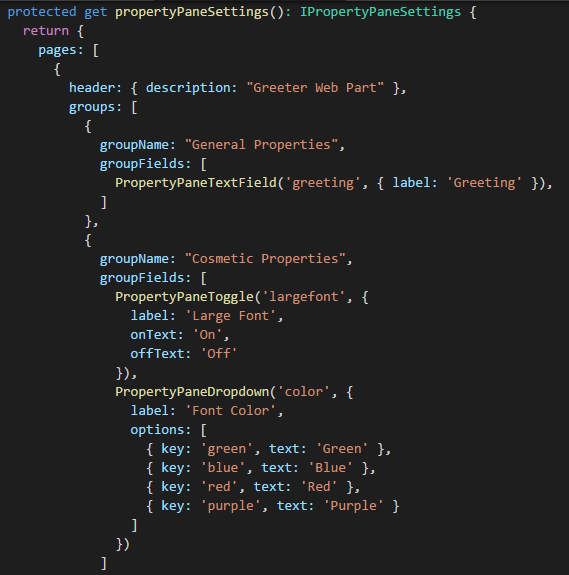 protected get propertyPaneSettings(): IPropertyPaneSettings {
  return {
    pages: [
      {
        header: { description: "Greeter Web Part" },
        groups: [
          {
            groupName: "General Properties",
            groupFields: [
              PropertyPaneTextField('greeting', { label: 'Greeting' }),
            ]
          },
          {
            groupName: "Cosmetic Properties",
            groupFields: [
              PropertyPaneToggle('largefont', {
                label: 'Large Font',
                onText: 'On',
                offText: 'Off'
              }),
              PropertyPaneDropdown('color', {
                label: 'Font Color',
                options: [
                  { key: 'green', text: 'Green' },
                  { key: 'blue', text: 'Blue' },
                  { key: 'red', text: 'Red' },
                  { key: 'purple', text: 'Purple' }
                ]
              })
            ]